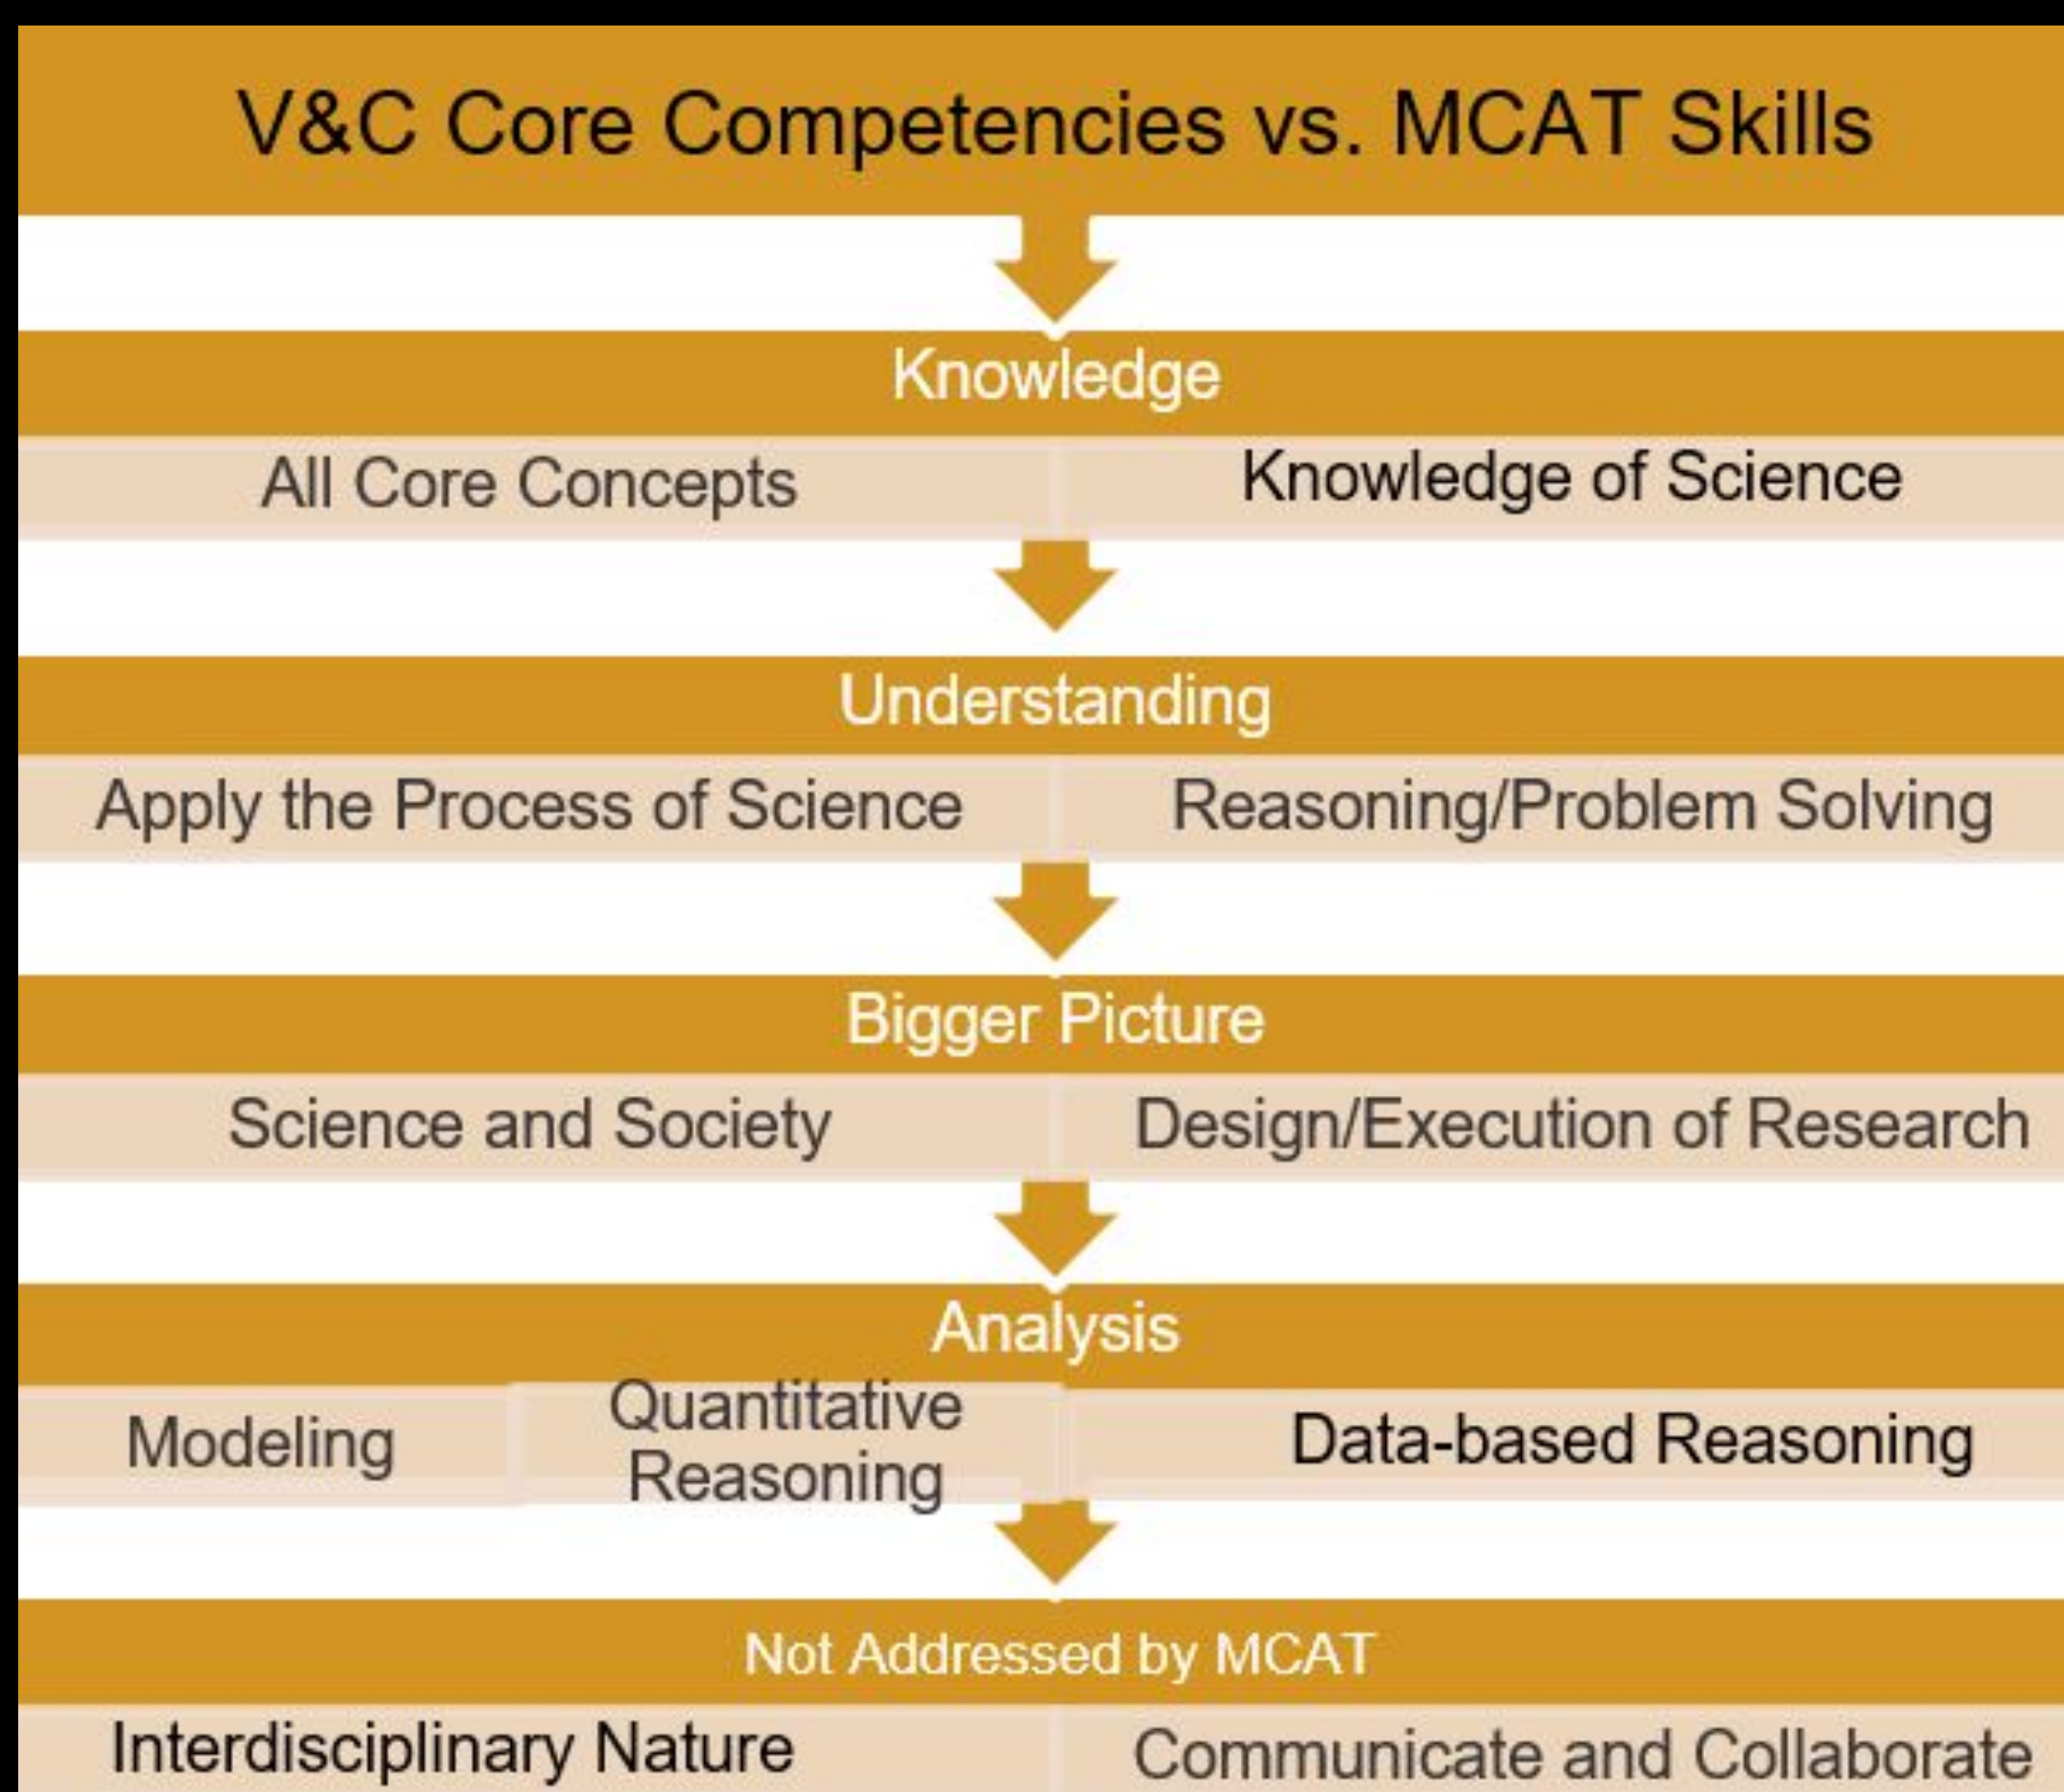 V&C Core Competencies vs. MCAT Skills
Knowledge
All Core Concepts
Knowledge of Science
Understanding
Apply the Process of Science
Reasoning/Problem Solving
Bigger Picture
Science and Society
Design/Execution of Research
Analysis
Modeling
Quantitative
Reasoning
Data-based Reasoning
Not Addressed by MCAT
Interdisciplinary Nature
Communicate and Collaborate